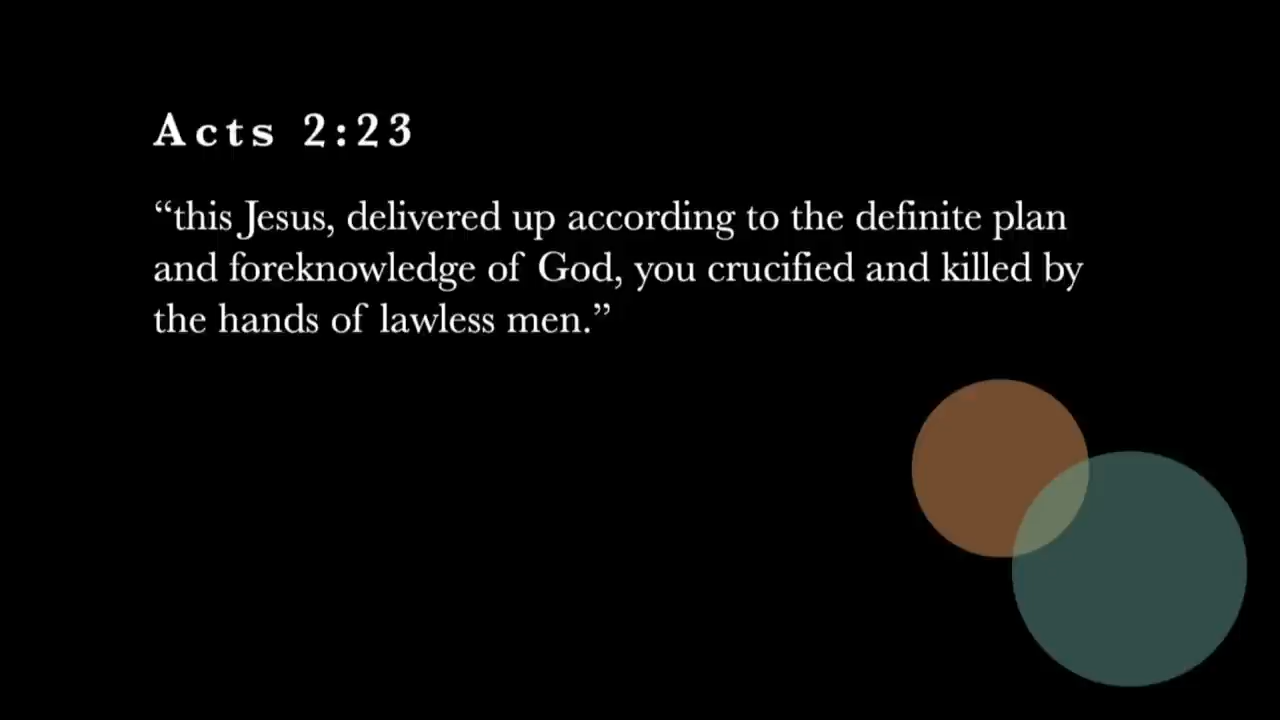 Acts 2:23
“this Jesus, delivered up according to the definite plan
and foreknowledge of God, you crucified and killed by
the hands of lawless men.”